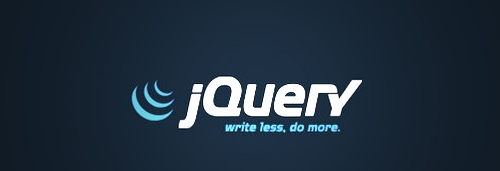 jQuery
write less, do more.